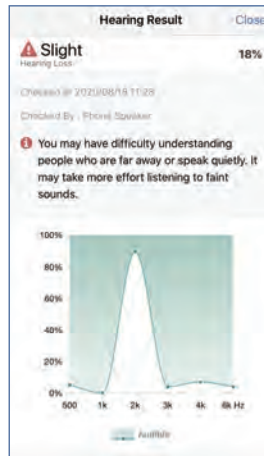 Hearing Result Close
Slight 18%
Hearing Loss
Checked at 2020/08/19 11:28
Checked By : Phone Speaker
You may have difficulty understanding
people who are far away or speak quietly. It
may take more effort listening to faint
sounds.
100%
80%
60%
40%
20%
0%
500 1k 2k 3k 4k 6k Hz
Audible